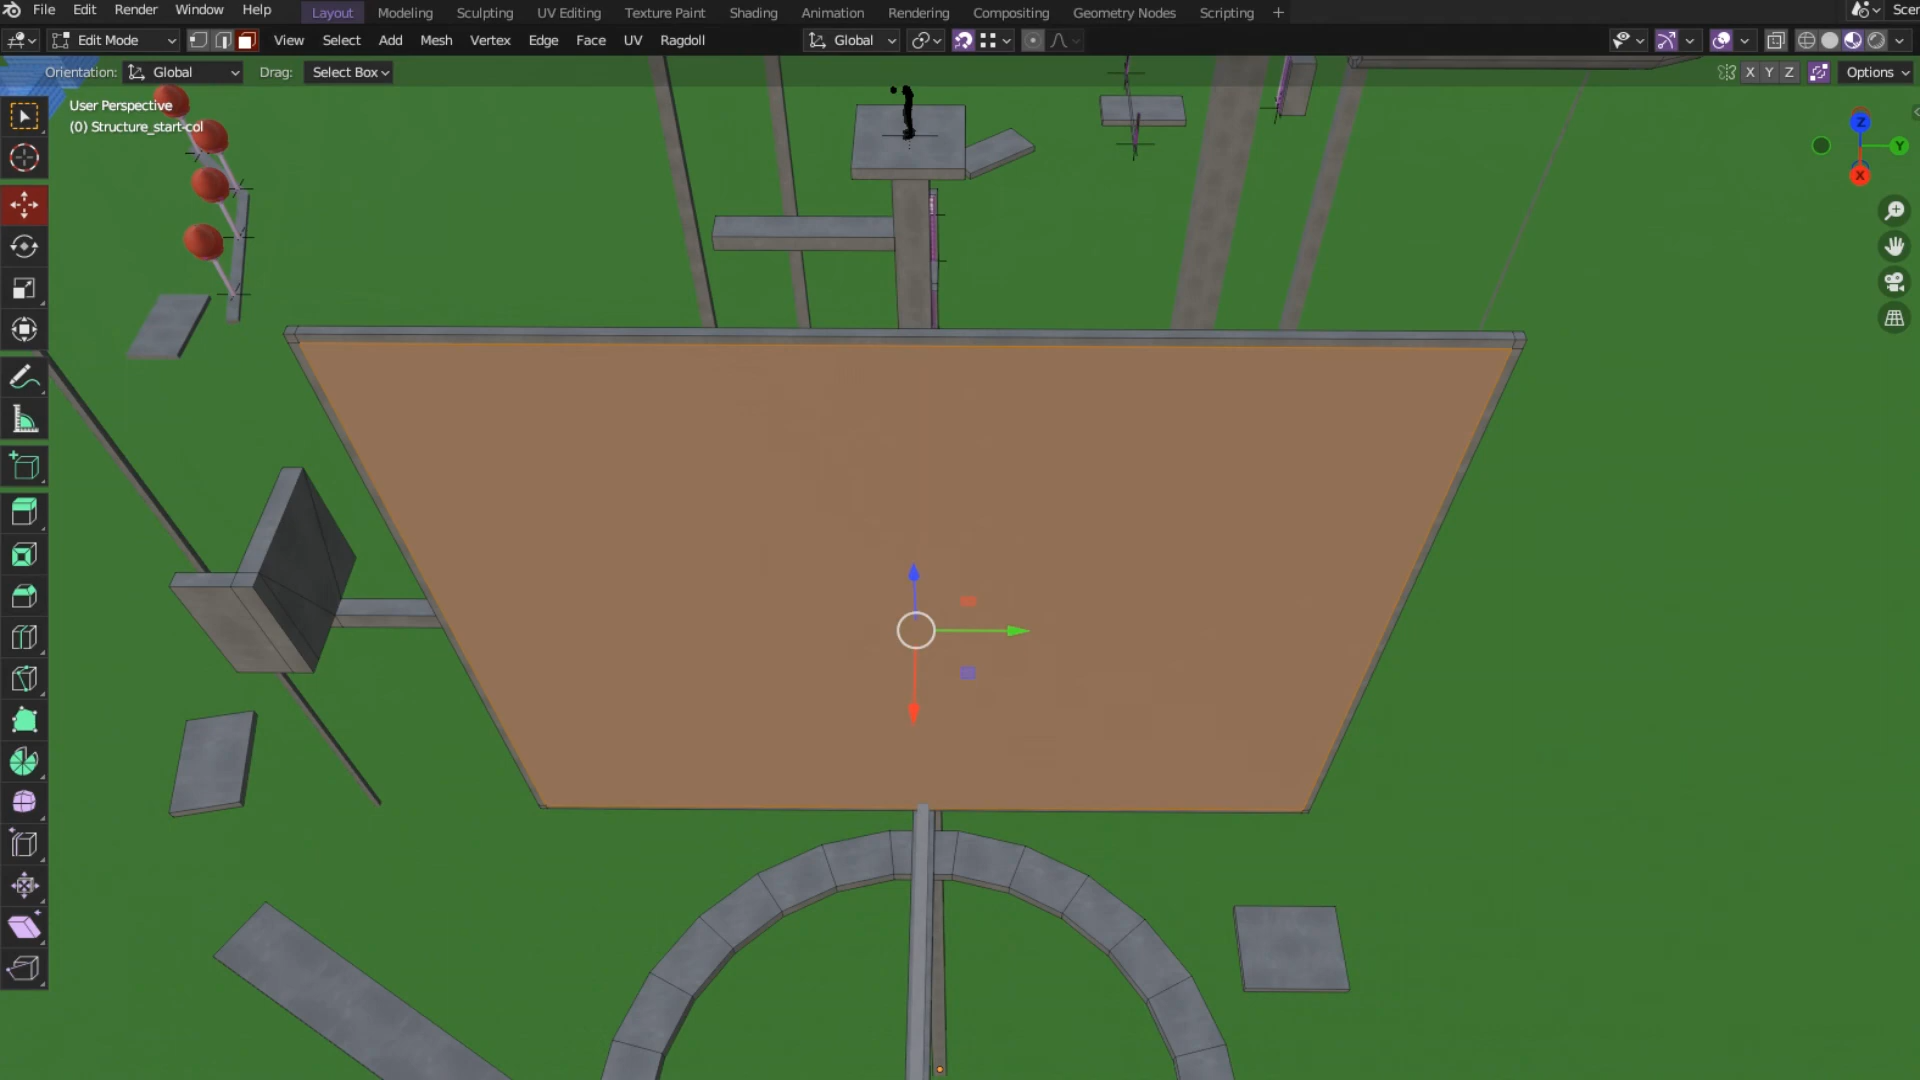 File Edit Render Window Help Layout Modeling Sculpting UV Editing Texture Paint Shading Animation Rendering Compositing Geometry Nodes Scripting + Scer
Edit Mode View Select Add Mesh Vertex Edge Face UV Ragdoll Global
Orientation: Global Drag: Select Box X Y Z Options
User Perspective
(0) Structure_start-col
Z
Y
X